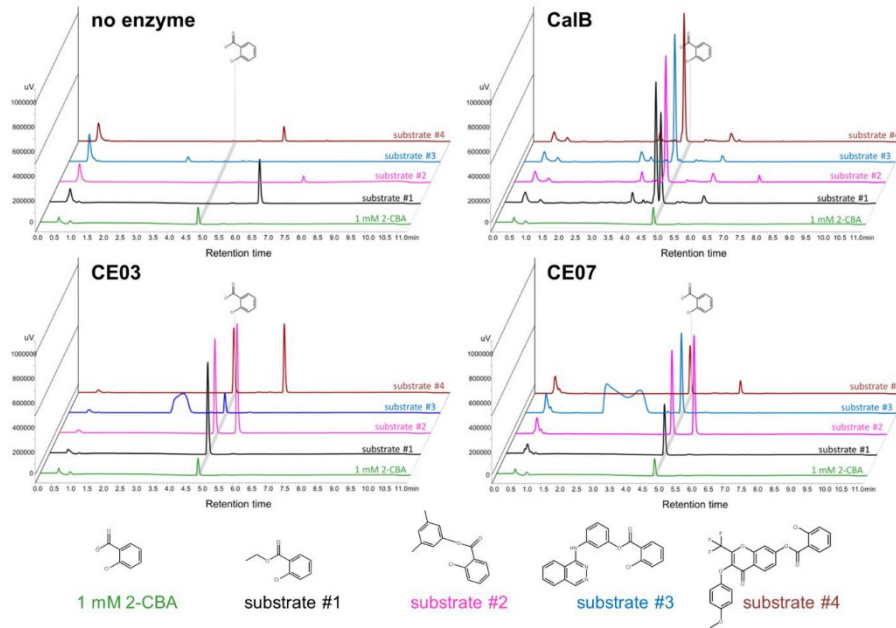 no enzyme
uV
1000000
800000
600000
400000
200000
0
substrate #4
substrate #3
substrate #2
substrate #1
1 mM 2-CBA
0.0 0.5 1.0 1.5 2.0 2.5 3.0 3.5 4.0 4.5 5.0 5.5 6.0 6.5 7.0 7.5 8.0 8.5 9.0 9.5 10.0 10.5 11.0min
Retention time
CalB
uV
1000000
800000
600000
400000
200000
0
substrate #4
substrate #3
substrate #2
substrate #1
1 mM 2-CBA
0.0 0.5 1.0 1.5 2.0 2.5 3.0 3.5 4.0 4.5 5.0 5.5 6.0 6.5 7.0 7.5 8.0 8.5 9.0 9.5 10.0 10.5 11.0min
Retention time
CE03
uV
1000000
800000
600000
400000
200000
0
substrate #4
substrate #3
substrate #2
substrate #1
1 mM 2-CBA
0.0 0.5 1.0 1.5 2.0 2.5 3.0 3.5 4.0 4.5 5.0 5.5 6.0 6.5 7.0 7.5 8.0 8.5 9.0 9.5 10.0 10.5 11.0min
Retention time
CE07
uV
1000000
800000
600000
400000
200000
0
substrate #4
substrate #3
substrate #2
substrate #1
1 mM 2-CBA
0.0 0.5 1.0 1.5 2.0 2.5 3.0 3.5 4.0 4.5 5.0 5.5 6.0 6.5 7.0 7.5 8.0 8.5 9.0 9.5 10.0 10.5 11.0min
Retention time
1 mM 2-CBA
substrate #1
substrate #2
substrate #3
substrate #4